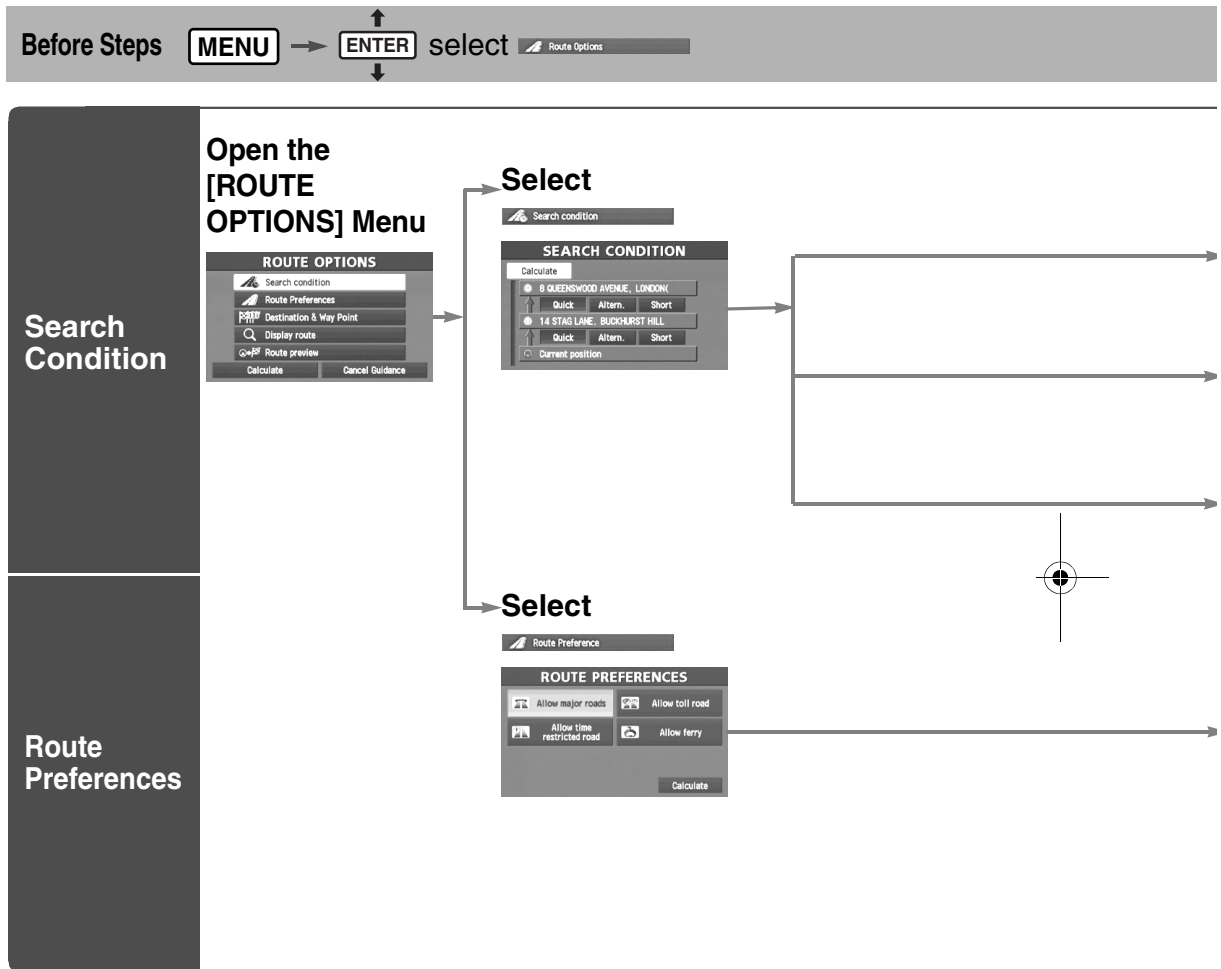 Before Steps MENU ENTER select Route Options
Search
Condition
Open the
[ROUTE
OPTIONS] Menu
ROUTE OPTIONS
Search condition
Route Preferences
Destination & Way Point
Display route
Route preview
Calculate Cancel Guidance
Select
Search condition
SEARCH CONDITION
Calculate
8 QUEENSWOOD AVENUE, LONDON(
Quick Altern. Short
14 STAG LANE, BUCKHURST HILL
Quick Altern. Short
Current position
Route
Preferences
Select
Route Preference
ROUTE PREFERENCES
Allow major roads Allow toll road
Allow time
restricted road Allow ferry
Calculate